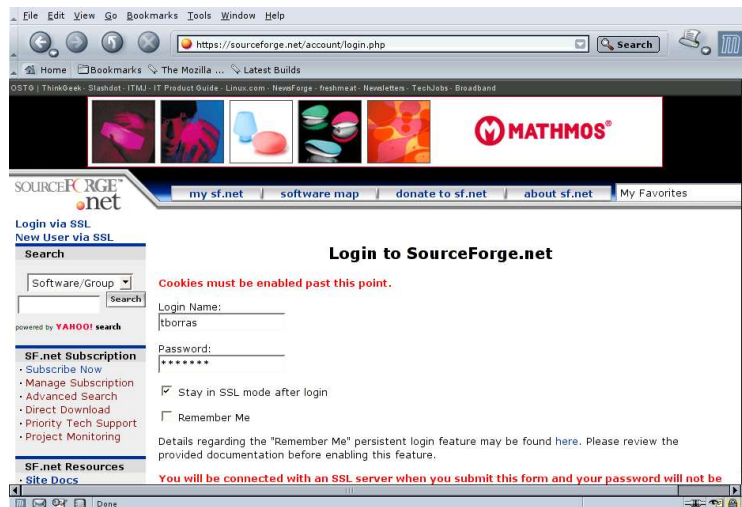 File Edit View Go Bookmarks Tools Window Help
https://sourceforge.net/account/login.php
Search
Home Bookmarks The Mozilla ... Latest Builds
OSTG | ThinkGeek - Slashdot - ITMJ - IT Product Guide - Linux.com - NewsForge - freshmeat - Newsletters - TechJobs - Broadband
MATHMOS®
SOURCEFORGE™
.net
my sf.net software map donate to sf.net about sf.net My Favorites
Login via SSL
New User via SSL
Search
Software/Group
Search
powered by YAHOO! search
SF.net Subscription
· Subscribe Now
· Manage Subscription
· Advanced Search
· Direct Download
· Priority Tech Support
· Project Monitoring
SF.net Resources
· Site Docs
Login to SourceForge.net
Cookies must be enabled past this point.
Login Name:
tborras
Password:
*******
Stay in SSL mode after login
Remember Me
Details regarding the "Remember Me" persistent login feature may be found here. Please review the
provided documentation before enabling this feature.
You will be connected with an SSL server when you submit this form and your password will not be
Done